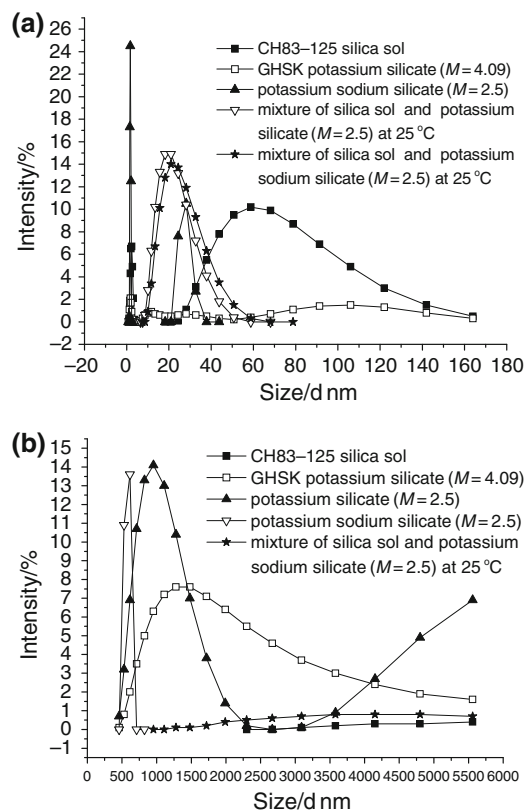 (a)
26
24
22
20
18
16
14
12
10
8
6
4
2
0
−2
Intensity/%
CH83–125 silica sol
GHSK potassium silicate (M = 4.09)
potassium sodium silicate (M = 2.5)
mixture of silica sol and potassium
silicate (M = 2.5) at 25 °C
mixture of silica sol and potassium
sodium silicate (M = 2.5) at 25 °C
−20 0 20 40 60 80 100 120 140 160 180
Size/d nm
(b)
15
14
13
12
11
10
9
8
7
6
5
4
3
2
1
0
−1
Intensity/%
CH83–125 silica sol
GHSK potassium silicate (M = 4.09)
potassium silicate (M = 2.5)
potassium sodium silicate (M = 2.5)
mixture of silica sol and potassium
sodium silicate (M = 2.5) at 25 °C
0 500 1000 1500 2000 2500 3000 3500 4000 4500 5000 5500 6000
Size/d nm